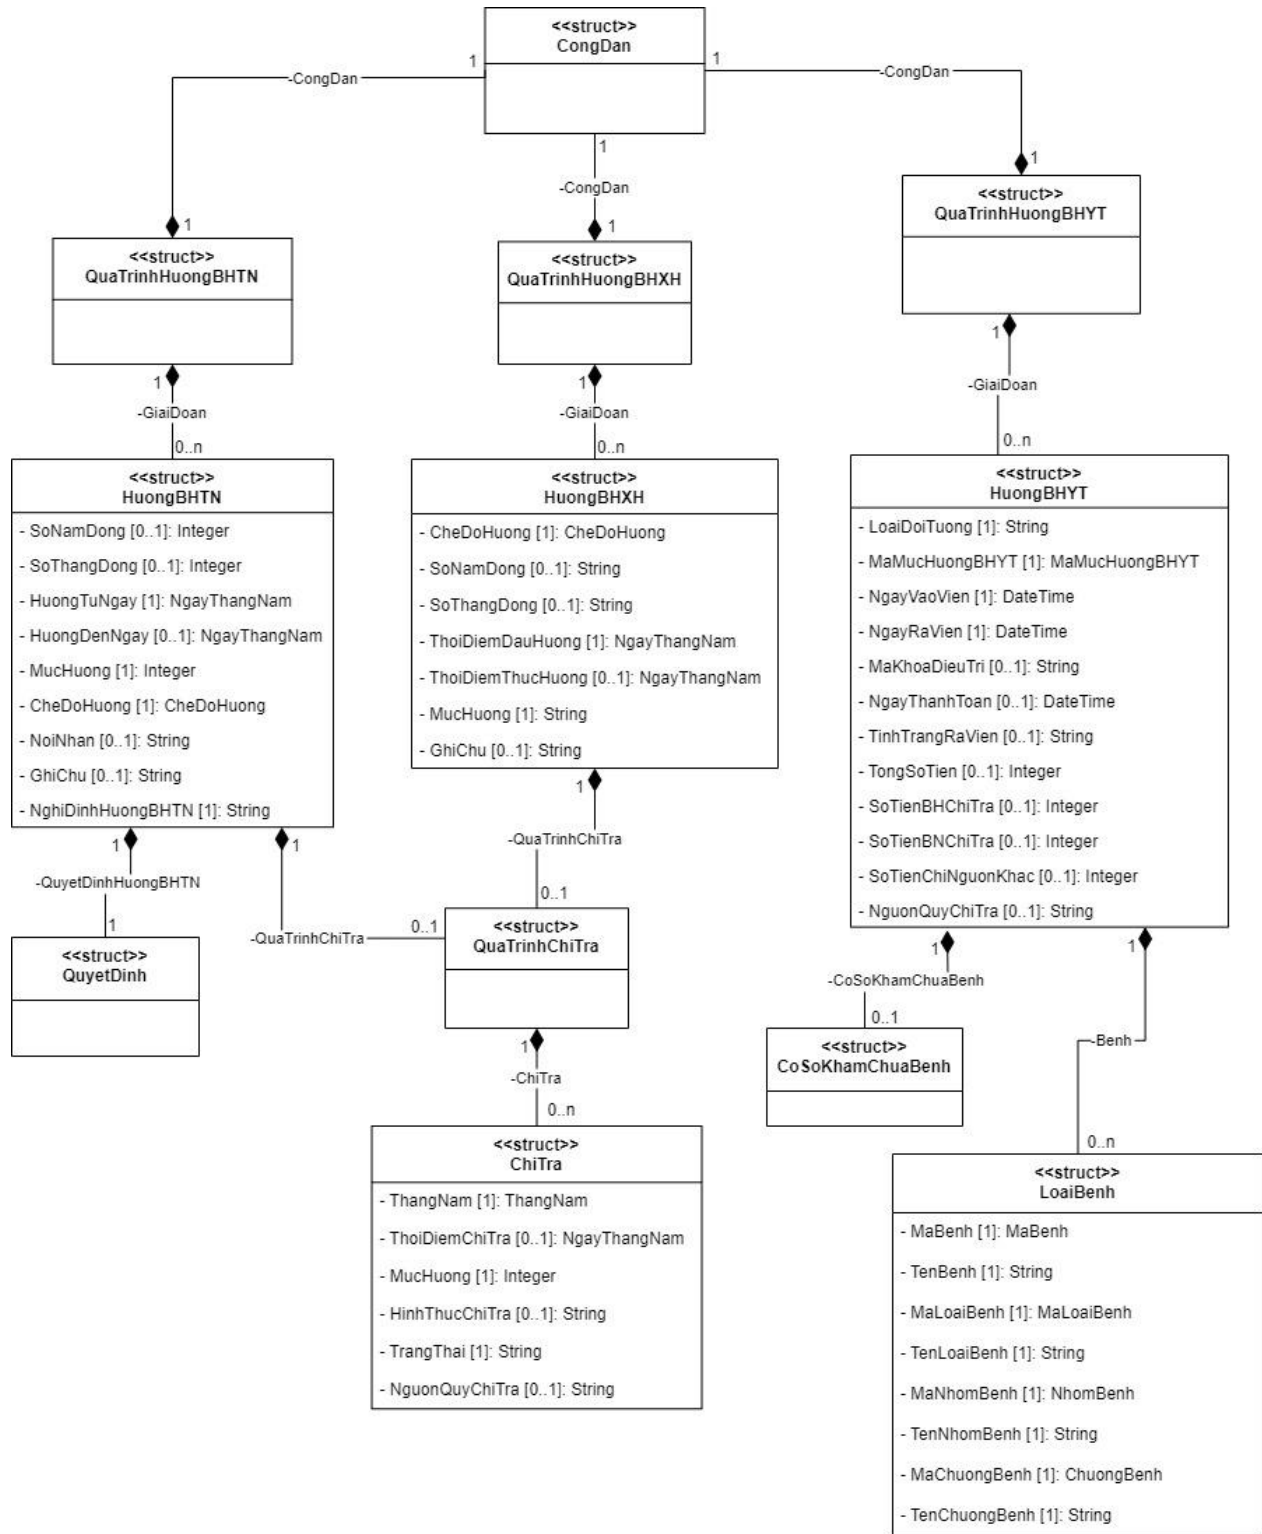 <<struct>>
CongDan
1
-CongDan
1
1
-CongDan
1
1
-CongDan
1
<<struct>>
QuaTrinhHuongBHTN
<<struct>>
QuaTrinhHuongBHXH
<<struct>>
QuaTrinhHuongBHYT
1
-GiaiDoan
0..n
1
-GiaiDoan
0..n
1
-GiaiDoan
0..n
<<struct>>
HuongBHTN
- SoNamDong [0..1]: Integer
- SoThangDong [0..1]: Integer
- HuongTuNgay [1]: NgayThangNam
- HuongDenNgay [0..1]: NgayThangNam
- MucHuong [1]: Integer
- CheDoHuong [1]: CheDoHuong
- NoiNhan [0..1]: String
- GhiChu [0..1]: String
- NghiDinhHuongBHTN [1]: String
<<struct>>
HuongBHXH
- CheDoHuong [1]: CheDoHuong
- SoNamDong [0..1]: String
- SoThangDong [0..1]: String
- ThoiDiemDauHuong [1]: NgayThangNam
- ThoiDiemThucHuong [0..1]: NgayThangNam
- MucHuong [1]: String
- GhiChu [0..1]: String
<<struct>>
HuongBHYT
- LoaiDoiTuong [1]: String
- MaMucHuongBHYT [1]: MaMucHuongBHYT
- NgayVaoVien [1]: DateTime
- NgayRaVien [1]: DateTime
- MaKhoaDieuTri [0..1]: String
- NgayThanhToan [0..1]: DateTime
- TinhTrangRaVien [0..1]: String
- TongSoTien [0..1]: Integer
- SoTienBHChiTra [0..1]: Integer
- SoTienBNChiTra [0..1]: Integer
- SoTienChiNguonKhac [0..1]: Integer
- NguonQuyChiTra [0..1]: String
1
-QuyetDinhHuongBHTN
1
1
-QuaTrinhChiTra
0..1
1
-QuaTrinhChiTra
0..1
1
-CoSoKhamChuaBenh
0..1
1
-Benh
0..n
<<struct>>
QuyetDinh
<<struct>>
QuaTrinhChiTra
<<struct>>
CoSoKhamChuaBenh
1
-ChiTra
0..n
<<struct>>
ChiTra
- ThangNam [1]: ThangNam
- ThoiDiemChiTra [0..1]: NgayThangNam
- MucHuong [1]: Integer
- HinhThucChiTra [0..1]: String
- TrangThai [1]: String
- NguonQuyChiTra [0..1]: String
<<struct>>
LoaiBenh
- MaBenh [1]: MaBenh
- TenBenh [1]: String
- MaLoaiBenh [1]: MaLoaiBenh
- TenLoaiBenh [1]: String
- MaNhomBenh [1]: NhomBenh
- TenNhomBenh [1]: String
- MaChuongBenh [1]: ChuongBenh
- TenChuongBenh [1]: String